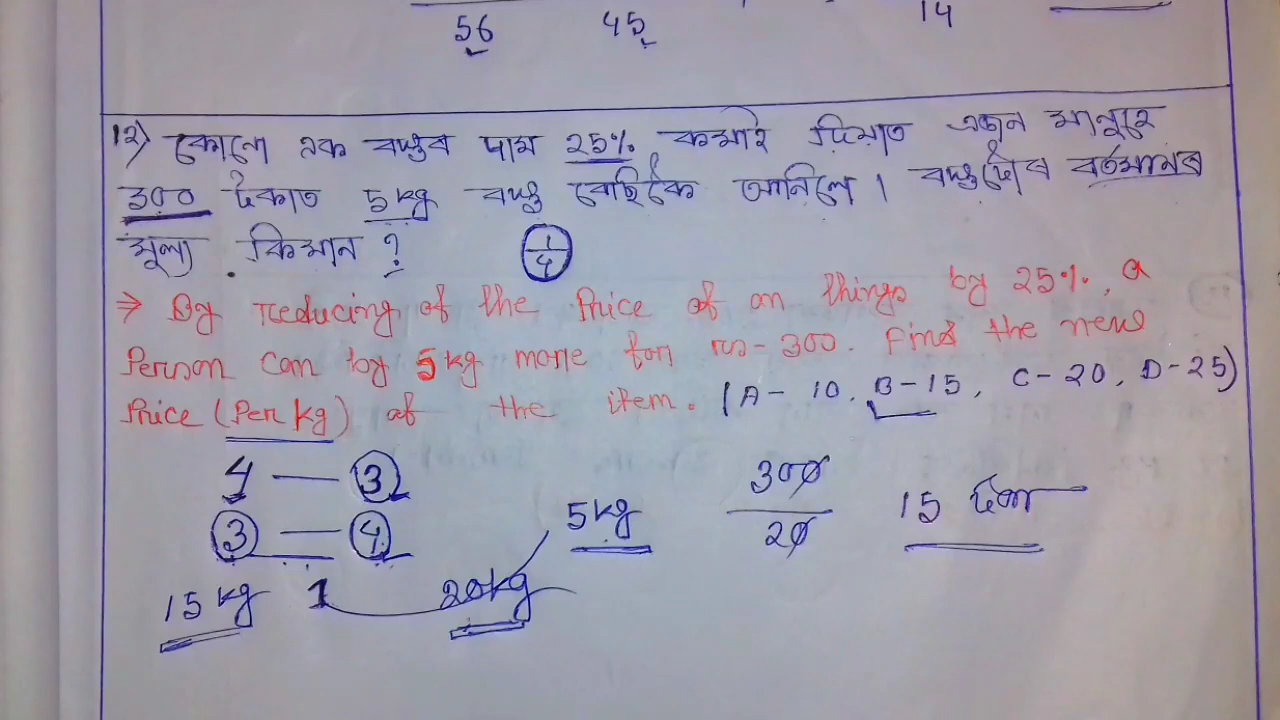 56 45 14
12) কোনো এক বস্তুৰ দাম 25% কমাই দিয়াত এজন মানুহে
300 টকাত 5kg বস্তু বেছিকৈ আনিলে। বস্তুটোৰ বৰ্তমানৰ
মূল্য কিমান ? 1/4
⇒ By reducing of the Price of an things by 25%, a
Person can by 5kg more for rs-300. Find the new
Price (Per kg) of the item. (A-10, B-15, C-20, D-25)
4 — 3
3 — 4
5kg 300/20 15 টকা
15 kg 1 20kg